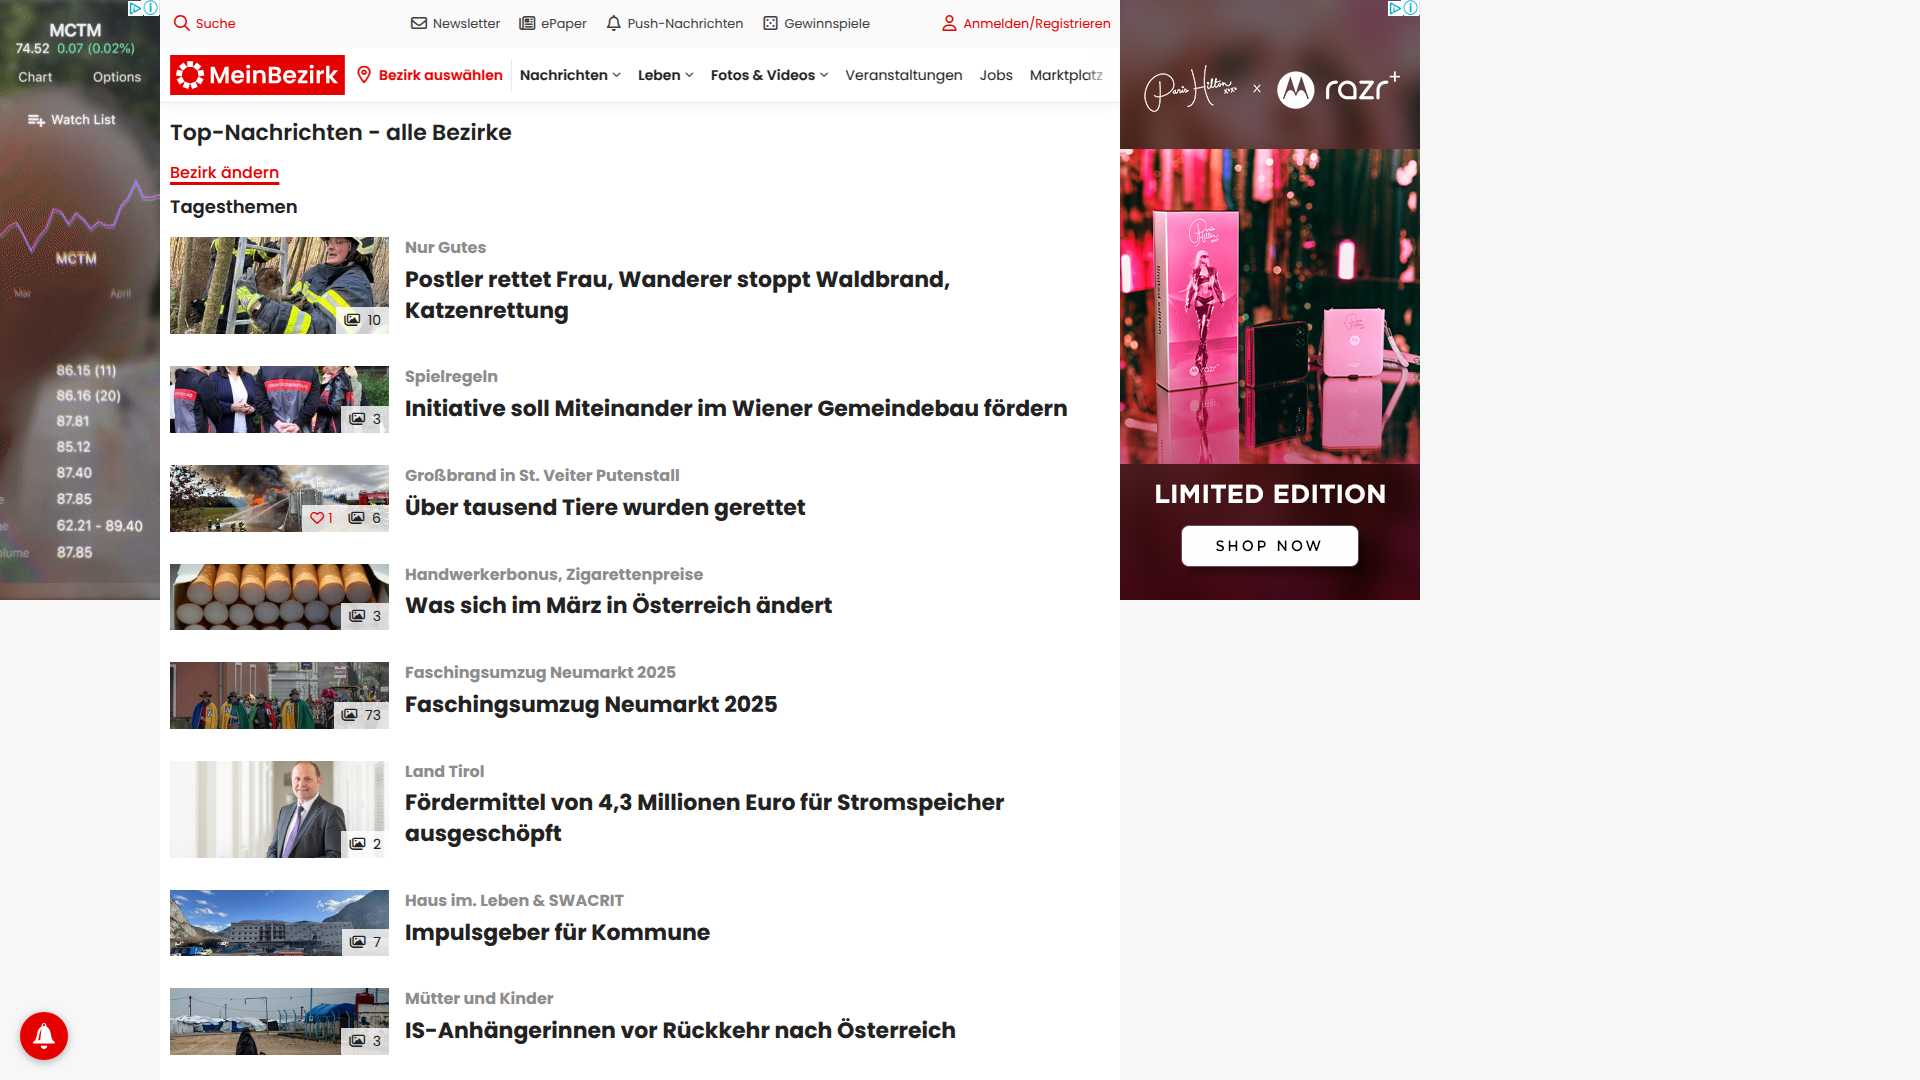 Suche
Newsletter
ePaper
Push-Nachrichten
Gewinnspiele
Anmelden/Registrieren
MeinBezirk
Bezirk auswählen
Nachrichten
Leben
Fotos & Videos
Veranstaltungen
Jobs
Marktplatz
Top-Nachrichten - alle Bezirke
Bezirk ändern
Tagesthemen
Nur Gutes
Postler rettet Frau, Wanderer stoppt Waldbrand,
Katzenrettung
10
Spielregeln
Initiative soll Miteinander im Wiener Gemeindebau fördern
3
Großbrand in St. Veiter Putenstall
Über tausend Tiere wurden gerettet
1
6
Handwerkerbonus, Zigarettenpreise
Was sich im März in Österreich ändert
3
Faschingsumzug Neumarkt 2025
Faschingsumzug Neumarkt 2025
73
Land Tirol
Fördermittel von 4,3 Millionen Euro für Stromspeicher
ausgeschöpft
2
Haus im. Leben & SWACRIT
Impulsgeber für Kommune
7
Mütter und Kinder
IS-Anhängerinnen vor Rückkehr nach Österreich
3
MCTM
74.52 0.07 (0.02%)
Chart
Options
Watch List
MCTM
Mar
April
86.15 (11)
86.16 (20)
87.81
85.12
87.40
87.85
62.21 - 89.40
87.85
Paris Hilton
x
razr+
LIMITED EDITION
SHOP NOW